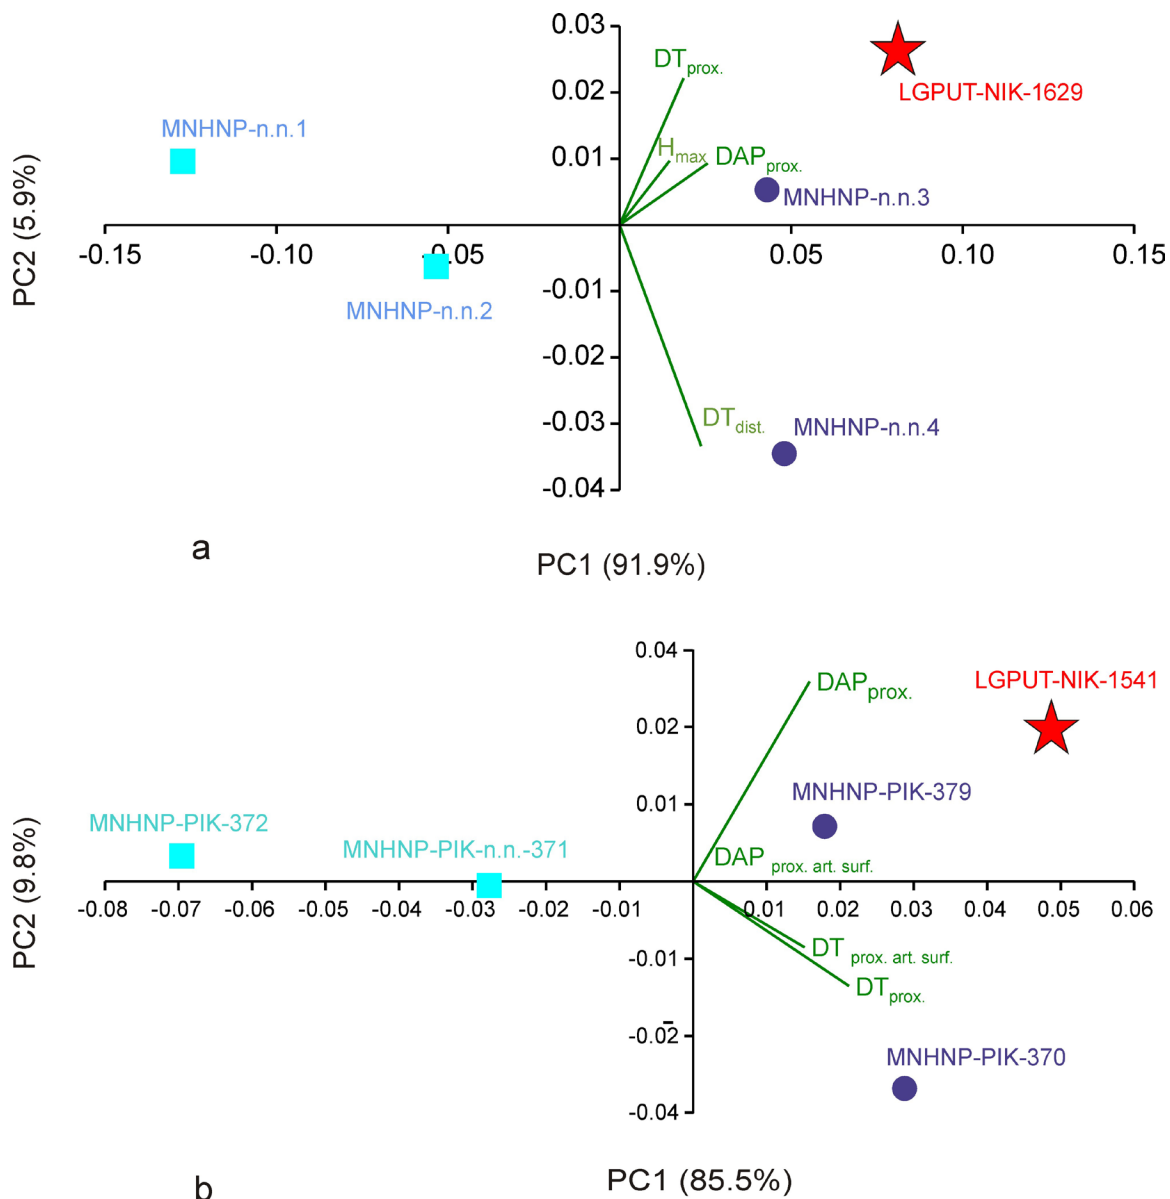 0.03
DTprox.
LGPUT-NIK-1629
0.02
MNHNP-n.n.1
Hmax
DAPprox.
0.01
MNHNP-n.n.3
PC2 (5.9%)
-0.15
-0.10
-0.05
0.05
0.10
0.15
-0.01
MNHNP-n.n.2
-0.02
-0.03
DTdist.
MNHNP-n.n.4
-0.04
a
PC1 (91.9%)
0.04
DAPprox.
LGPUT-NIK-1541
0.02
MNHNP-PIK-379
0.01
MNHNP-PIK-372
MNHNP-PIK-n.n.-371
DAP prox. art. surf.
PC2 (9.8%)
-0.08
-0.07
-0.06
-0.05
-0.04
-0.03
-0.02
-0.01
0.01
0.02
0.03
0.04
0.05
0.06
DT prox. art. surf.
-0.01
DTprox.
-0.02
MNHNP-PIK-370
-0.04
PC1 (85.5%)
b